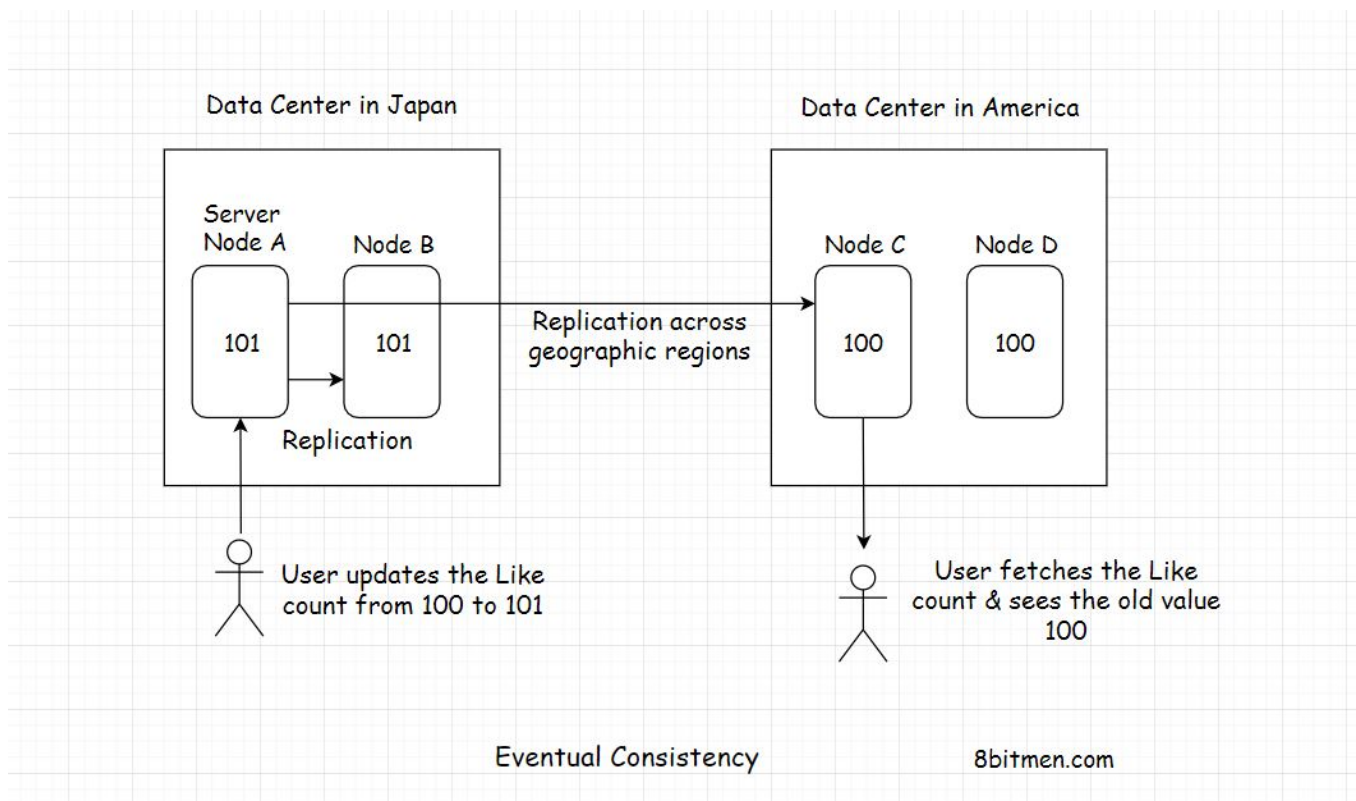 Data Center in Japan
Data Center in America
Server
Node A
Node B
Node C
Node D
101
101
100
100
Replication across
geographic regions
Replication
User updates the Like
count from 100 to 101
User fetches the Like
count & sees the old value
100
Eventual Consistency
8bitmen.com